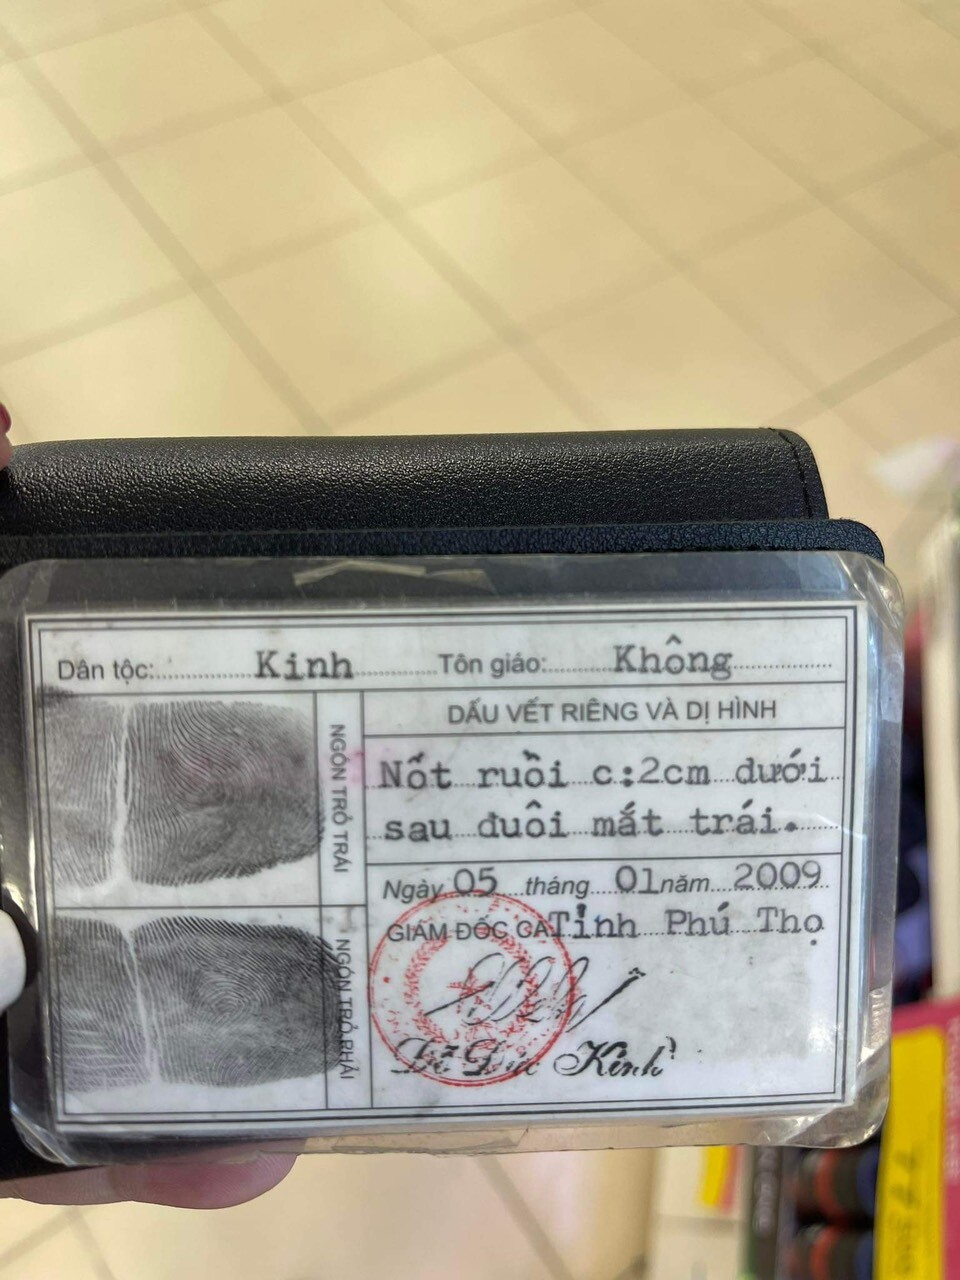 Dân tộc: Kinh Tôn giáo: Không
NGÓN TRỎ TRÁI
DẤU VẾT RIÊNG VÀ DỊ HÌNH
Nốt ruồi c:2cm dưới
sau đuôi mắt trái.
Ngày 05 tháng 01 năm 2009
GIÁM ĐỐC CA Tỉnh Phú Thọ
NGÓN TRỎ PHẢI
Đức Kinh